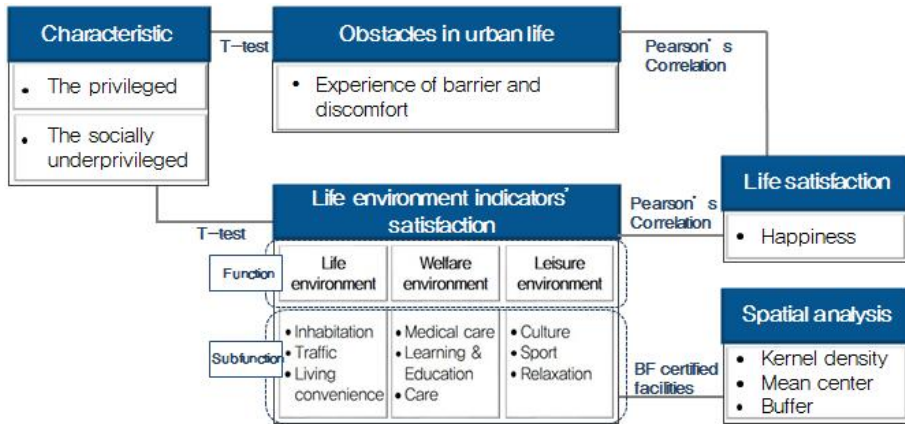 Characteristic
• The privileged
• The socially
underprivileged
T-test
Obstacles in urban life
• Experience of barrier and
discomfort
Pearson's
Correlation
T-test
Life environment indicators'
satisfaction
Pearson's
Correlation
Life satisfaction
• Happiness
Function
Life
environment
Welfare
environment
Leisure
environment
Subfunction
• Inhabitation
• Traffic
• Living
convenience
• Medical care
• Learning &
Education
• Care
• Culture
• Sport
• Relaxation
BF certified
facilities
Spatial analysis
• Kernel density
• Mean center
• Buffer